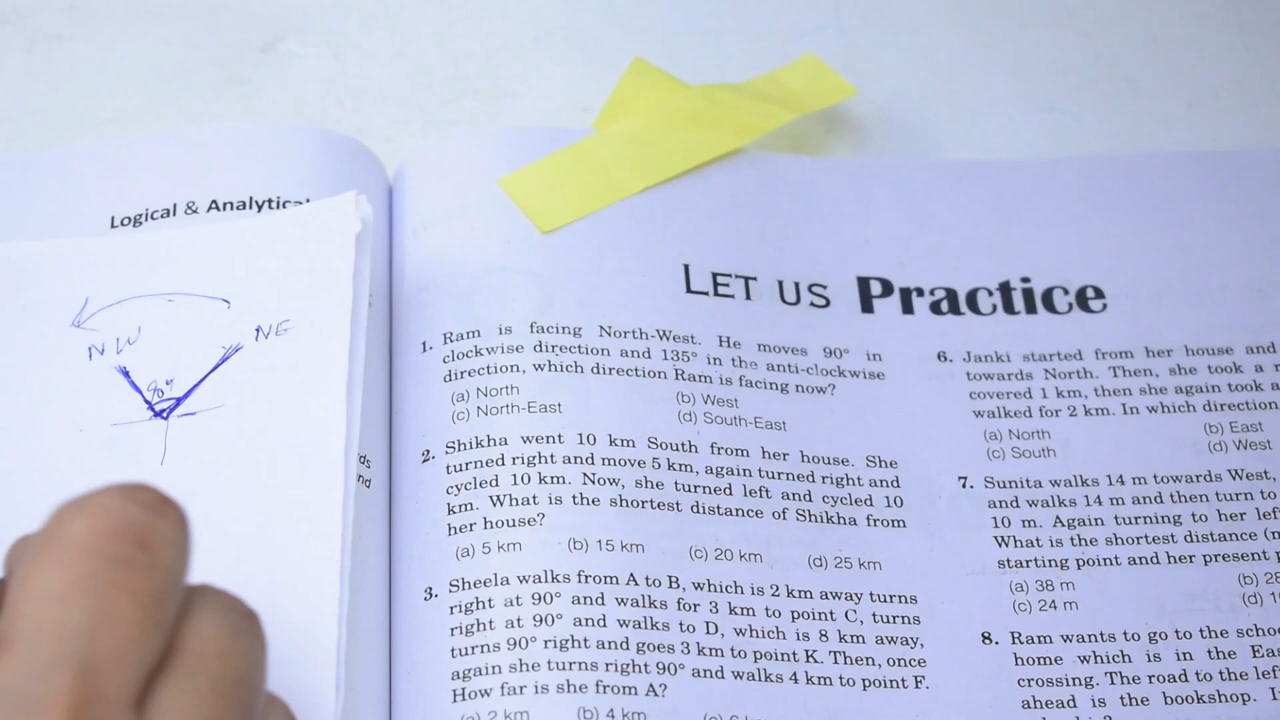 Logical & Analytical
NW
NE
90°
LET US Practice
1. Ram is facing North-West. He moves 90° in
clockwise direction and 135° in the anti-clockwise
direction, which direction Ram is facing now?
(a) North (b) West
(c) North-East (d) South-East
2. Shikha went 10 km South from her house. She
turned right and move 5 km, again turned right and
cycled 10 km. Now, she turned left and cycled 10
km. What is the shortest distance of Shikha from
her house?
(a) 5 km (b) 15 km (c) 20 km (d) 25 km
3. Sheela walks from A to B, which is 2 km away turns
right at 90° and walks for 3 km to point C, turns
right at 90° and walks to D, which is 8 km away,
turns 90° right and goes 3 km to point K. Then, once
again she turns right 90° and walks 4 km to point F.
How far is she from A?
(a) 2 km (b) 4 km
6. Janki started from her house and
towards North. Then, she took a r
covered 1 km, then she again took a
walked for 2 km. In which direction
(a) North (b) East
(c) South (d) West
7. Sunita walks 14 m towards West,
and walks 14 m and then turn to
10 m. Again turning to her lef
What is the shortest distance (m
starting point and her present
(a) 38 m (b) 28
(c) 24 m (d) 1
8. Ram wants to go to the schoo
home which is in the Eas
crossing. The road to the lef
ahead is the bookshop. I
ds
nd